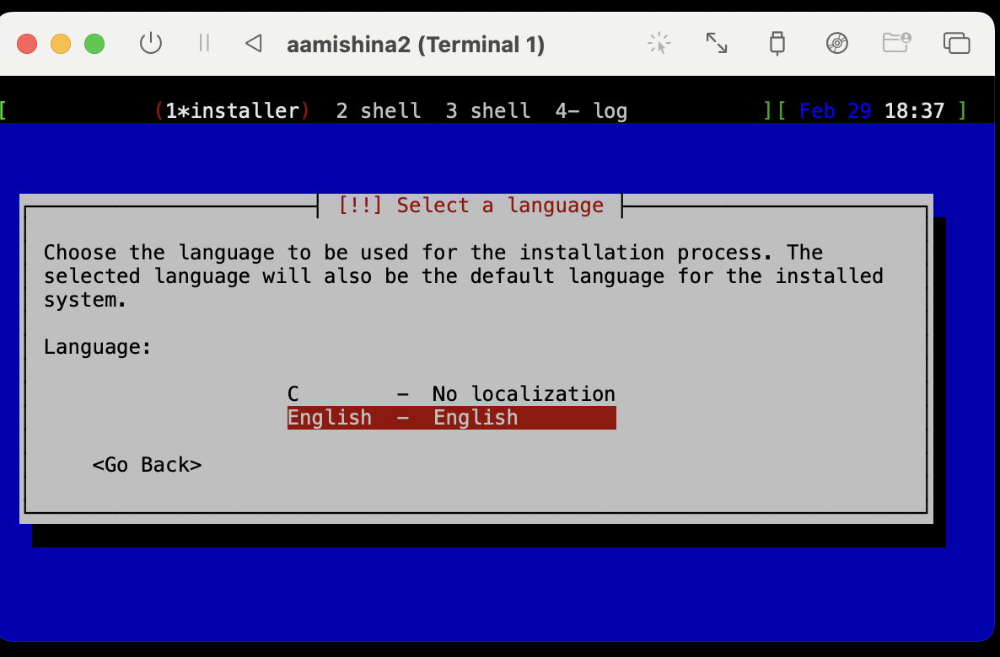 aamishina2 (Terminal 1)
[ (1*installer) 2 shell 3 shell 4- log ][ Feb 29 18:37 ]
[!!] Select a language
Choose the language to be used for the installation process. The
selected language will also be the default language for the installed
system.
Language:
C - No localization
English - English
<Go Back>